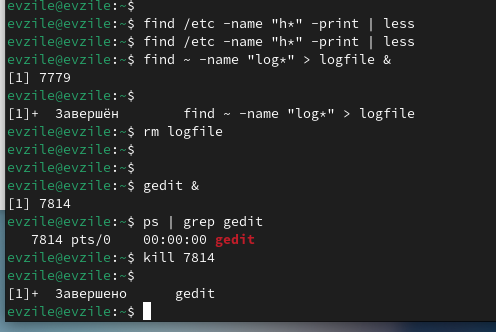 evzile@evzile:~$
evzile@evzile:~$ find /etc -name "h*" -print | less
evzile@evzile:~$ find /etc -name "h*" -print | less
evzile@evzile:~$ find ~ -name "log*" > logfile &
[1] 7779
evzile@evzile:~$
[1]+  Завершён        find ~ -name "log*" > logfile
evzile@evzile:~$ rm logfile
evzile@evzile:~$
evzile@evzile:~$
evzile@evzile:~$ gedit &
[1] 7814
evzile@evzile:~$ ps | grep gedit
   7814 pts/0    00:00:00 gedit
evzile@evzile:~$ kill 7814
evzile@evzile:~$
[1]+  Завершено      gedit
evzile@evzile:~$